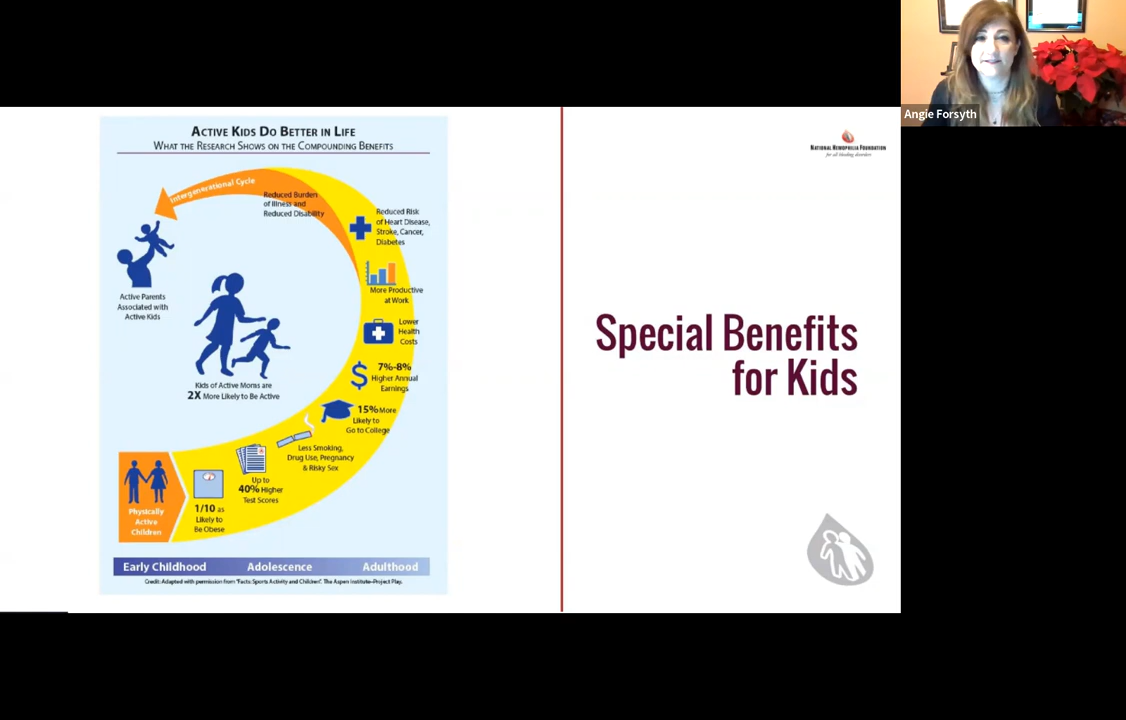 Angie Forsyth
ACTIVE KIDS DO BETTER IN LIFE
WHAT THE RESEARCH SHOWS ON THE COMPOUNDING BENEFITS
Intergenerational Cycle
Reduced Burden
of Illness and
Reduced Disability
Reduced Risk
of Heart Disease,
Stroke, Cancer,
Diabetes
More Productive
at Work
Lower
Health
Costs
7%-8%
Higher Annual
Earnings
15% More
Likely to
Go to College
Less Smoking,
Drug Use, Pregnancy
& Risky Sex
Up to
40% Higher
Test Scores
1/10 as
Likely to
Be Obese
Physically
Active
Children
Active Parents
Associated with
Active Kids
Kids of Active Moms are
2X More Likely to Be Active
Early Childhood
Adolescence
Adulthood
Credit: Adapted with permission from "Facts: Sports Activity and Children". The Aspen Institute–Project Play.
NATIONAL HEMOPHILIA FOUNDATION
for all bleeding disorders
Special Benefits
for Kids